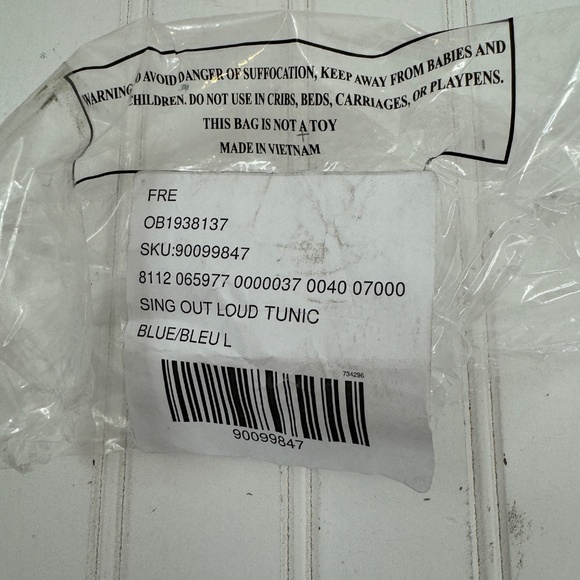 WARNING TO AVOID DANGER OF SUFFOCATION, KEEP AWAY FROM BABIES AND
CHILDREN. DO NOT USE IN CRIBS, BEDS, CARRIAGES, OR PLAYPENS.
THIS BAG IS NOT A TOY
MADE IN VIETNAM
FRE
OB1938137
SKU:90099847
8112 065977 0000037 0040 07000
SING OUT LOUD TUNIC
BLUE/BLEU L
734296
90099847